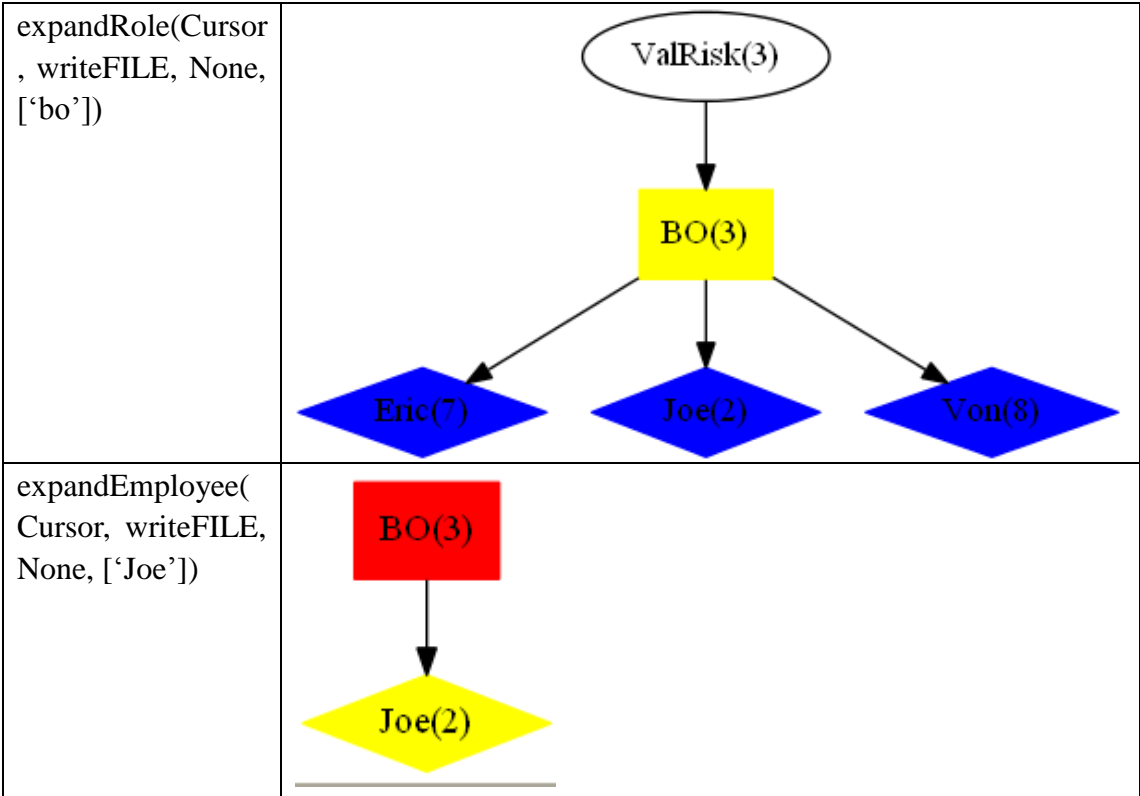 expandRole(Cursor
, writeFILE, None,
[‘bo’])
ValRisk(3)
BO(3)
Eric(7)
Joe(2)
Von(8)
expandEmployee(
Cursor, writeFILE,
None, [‘Joe’])
BO(3)
Joe(2)